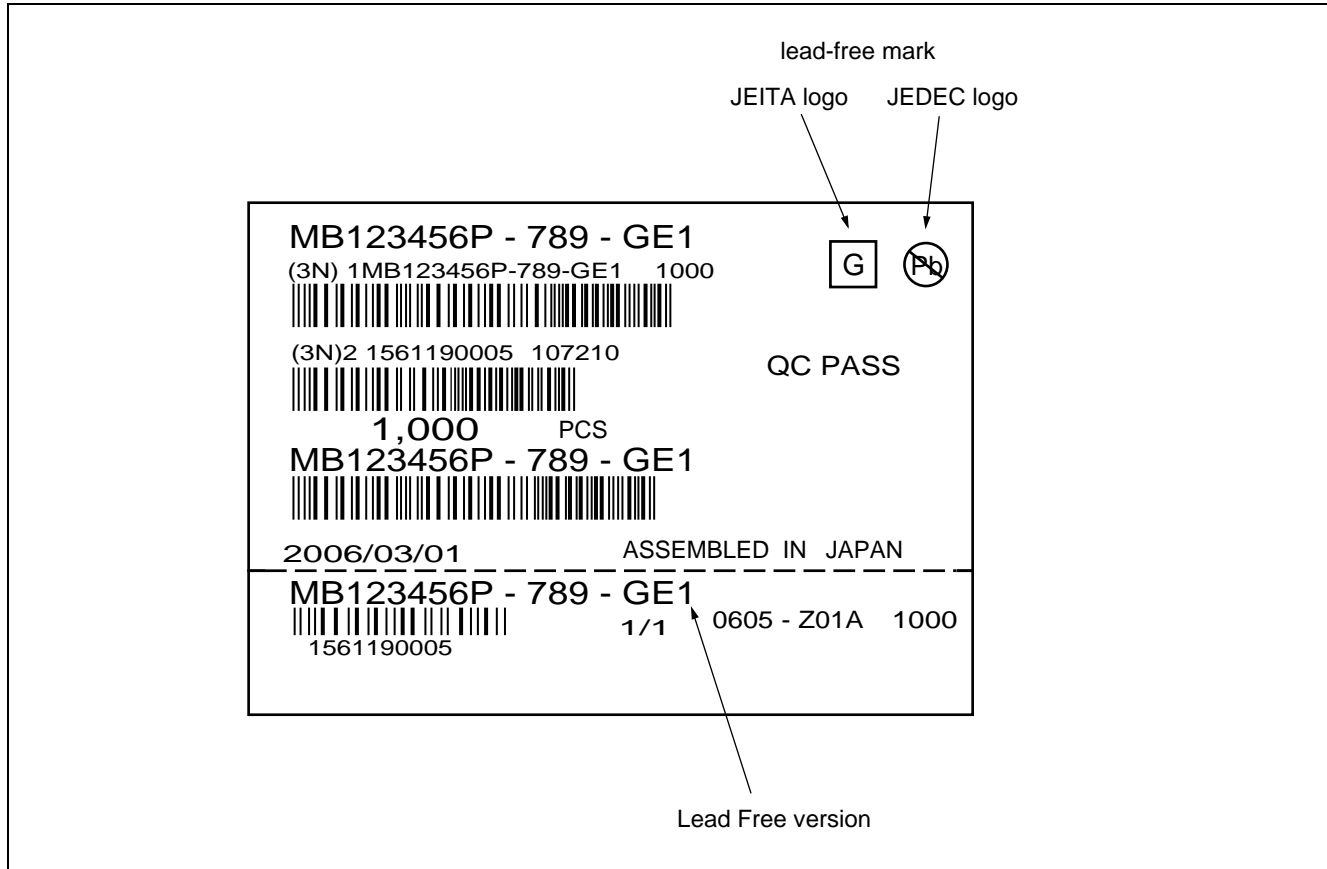 lead-free mark
JEITA logo JEDEC logo
MB123456P - 789 - GE1
(3N) 1MB123456P-789-GE1 1000
G Pb
(3N)2 1561190005 107210
QC PASS
1,000 PCS
MB123456P - 789 - GE1
2006/03/01 ASSEMBLED IN JAPAN
MB123456P - 789 - GE1
1/1 0605 - Z01A 1000
1561190005
Lead Free version